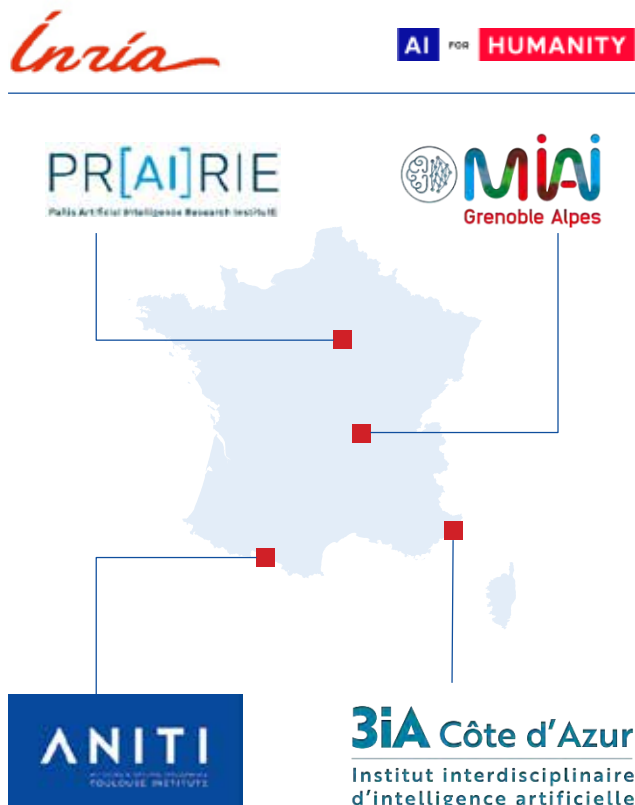 Inría
AI FOR HUMANITY
PR[AI]RIE
PaRis Artificial Intelligence Research InstitutE
MIAI
Grenoble Alpes
ANITI
TOULOUSE INSTITUTE
3iA Côte d'Azur
Institut interdisciplinaire
d'intelligence artificielle